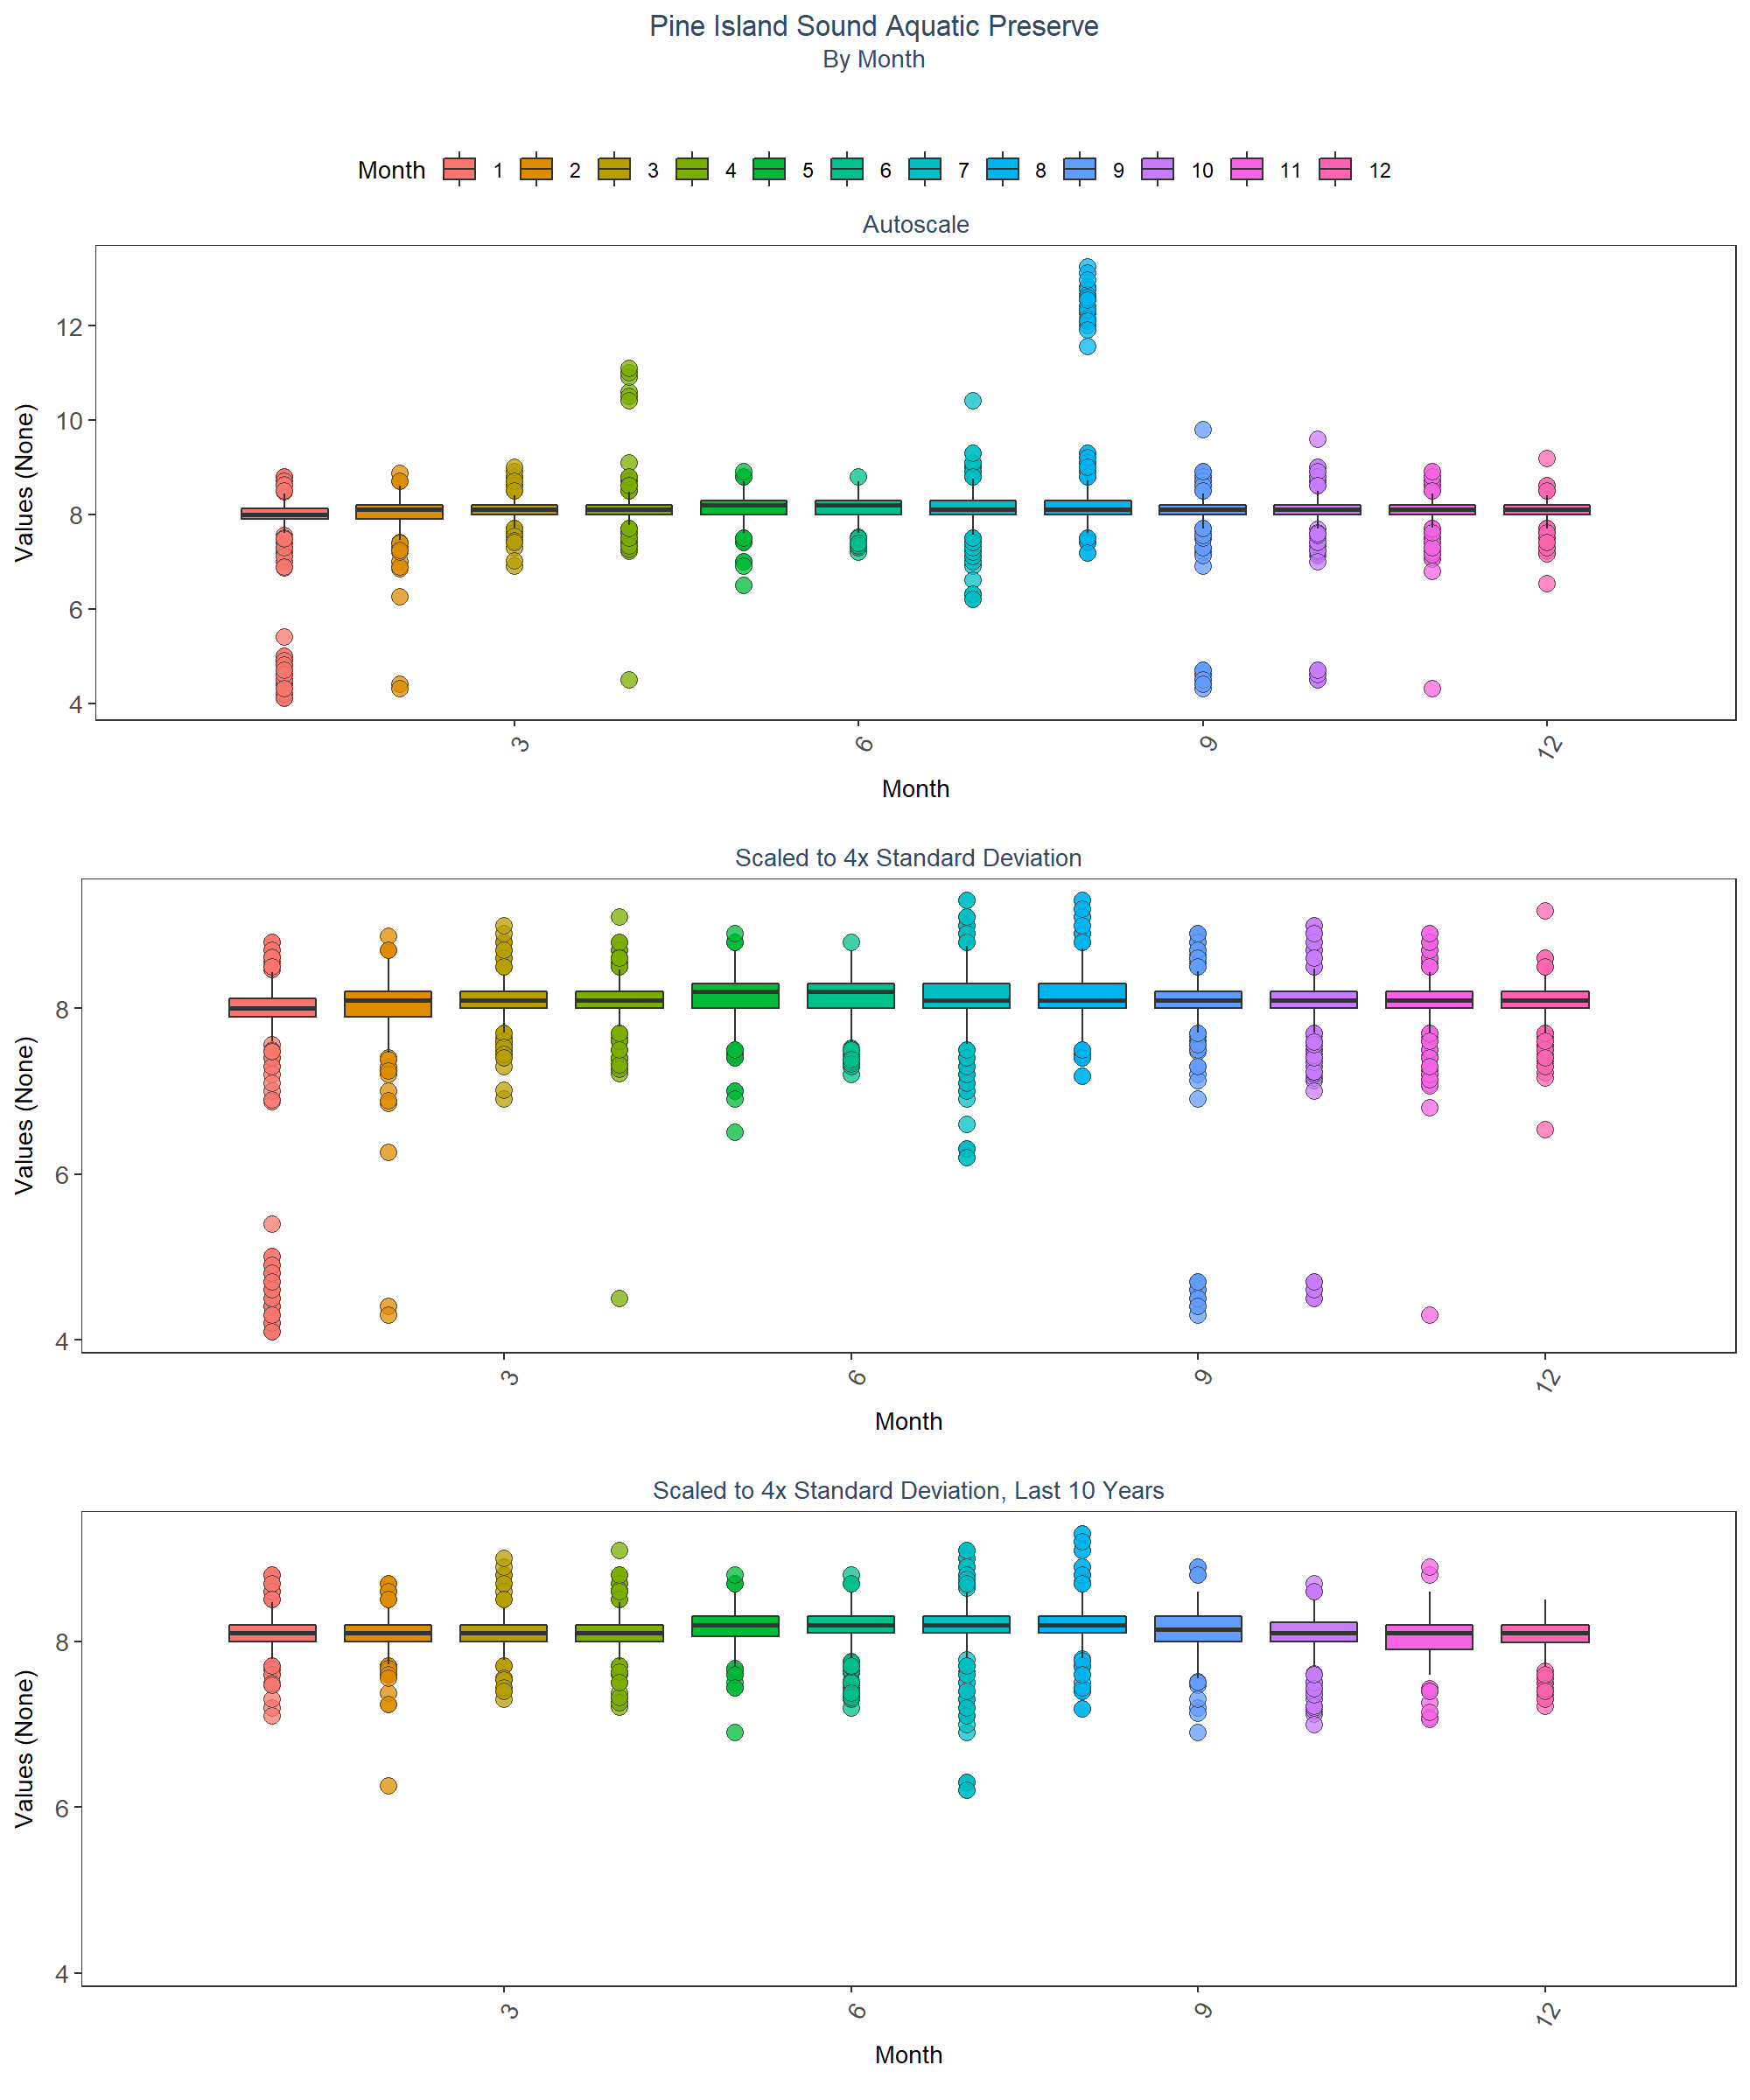 Pine Island Sound Aquatic Preserve
By Month
Month 1 2 3 4 5 6 7 8 9 10 11 12
Autoscale
Values (None)
12
10
8
6
4
3 6 9 12
Month
Scaled to 4x Standard Deviation
Values (None)
8
6
4
3 6 9 12
Month
Scaled to 4x Standard Deviation, Last 10 Years
Values (None)
8
6
4
3 6 9 12
Month